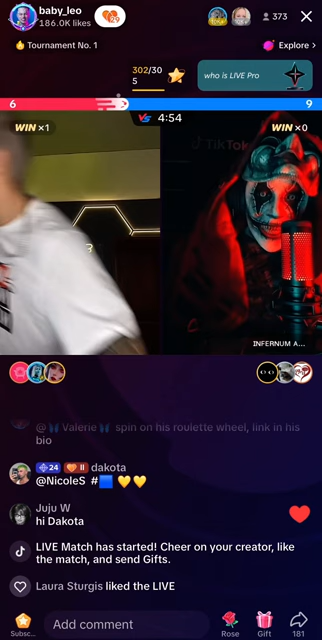 baby_leo
186.0K likes
29
373
Tournament No. 1
Explore >
302/30
5
who is LIVE Pro
6
9
WIN ×1
VS 4:54
WIN ×0
TikTok
?
INFERNUM A...
@🦋 Valerie🦋 spin on his roulette wheel, link in his
bio
24 II dakota
@NicoleS #🟦 💛💛
Juju W
hi Dakota
LIVE Match has started! Cheer on your creator, like
the match, and send Gifts.
Laura Sturgis liked the LIVE
Subsc...
Add comment
Rose
Gift
181